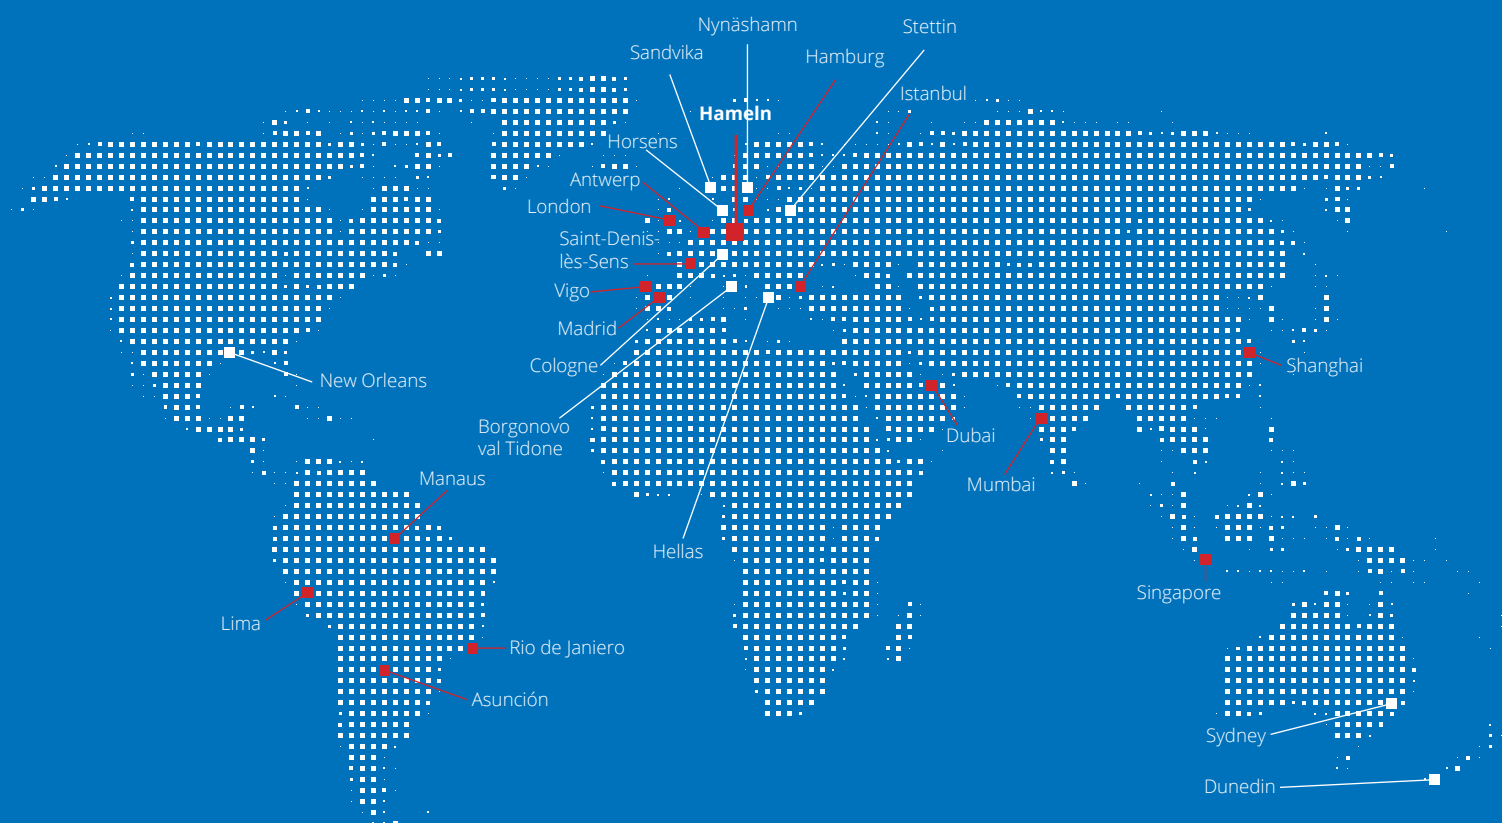 Nynäshamn
Stettin
Sandvika
Hamburg
Istanbul
Hameln
Horsens
Antwerp
London
Saint-Denis-
lès-Sens
Vigo
Madrid
Cologne
Shanghai
New Orleans
Borgonovo
val Tidone
Dubai
Manaus
Mumbai
Hellas
Singapore
Lima
Rio de Janiero
Asunción
Sydney
Dunedin